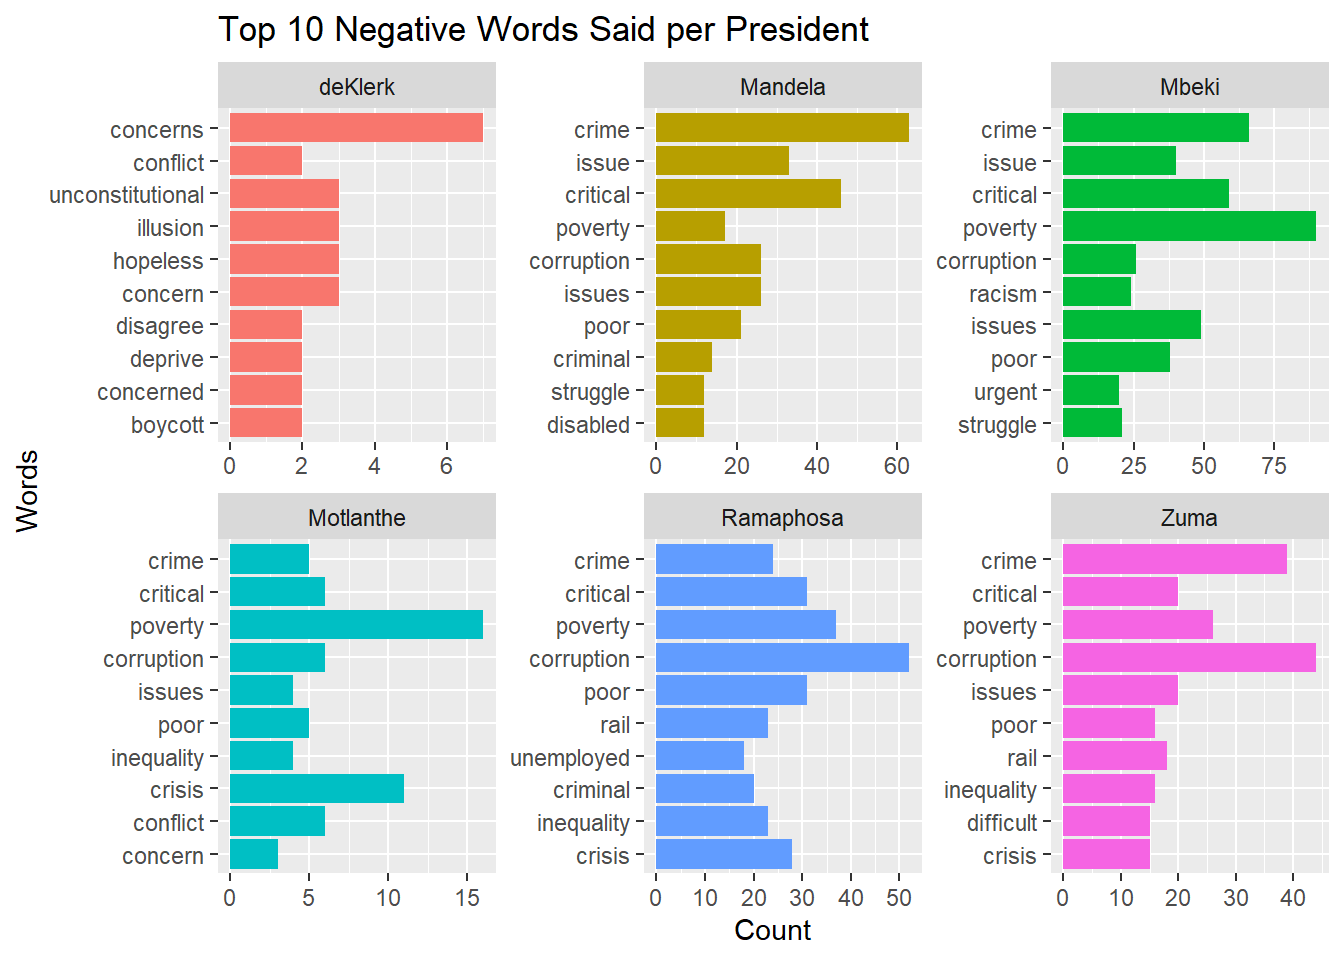 Top 10 Negative Words Said per President
deKlerk
concerns
conflict
unconstitutional
illusion
hopeless
concern
disagree
deprive
concerned
boycott
0 2 4 6
Mandela
crime
issue
critical
poverty
corruption
issues
poor
criminal
struggle
disabled
0 20 40 60
Mbeki
crime
issue
critical
poverty
corruption
racism
issues
poor
urgent
struggle
0 25 50 75
Words
Motlanthe
crime
critical
poverty
corruption
issues
poor
inequality
crisis
conflict
concern
0 5 10 15
Ramaphosa
crime
critical
poverty
corruption
poor
rail
unemployed
criminal
inequality
crisis
0 10 20 30 40 50
Zuma
crime
critical
poverty
corruption
issues
poor
rail
inequality
difficult
crisis
0 10 20 30 40
Count